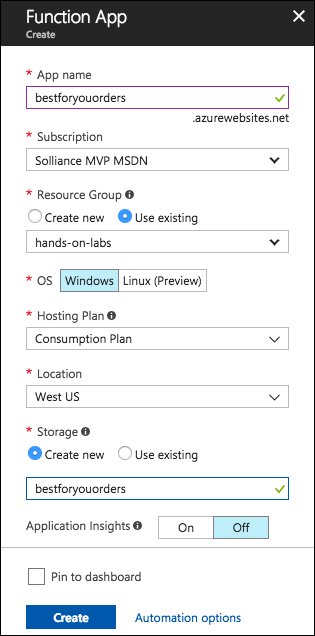 Function App
Create
* App name
bestforyouorders
.azurewebsites.net
* Subscription
Solliance MVP MSDN
* Resource Group
Create new Use existing
hands-on-labs
* OS Windows Linux (Preview)
* Hosting Plan
Consumption Plan
* Location
West US
* Storage
Create new Use existing
bestforyouorders
Application Insights On Off
Pin to dashboard
Create Automation options